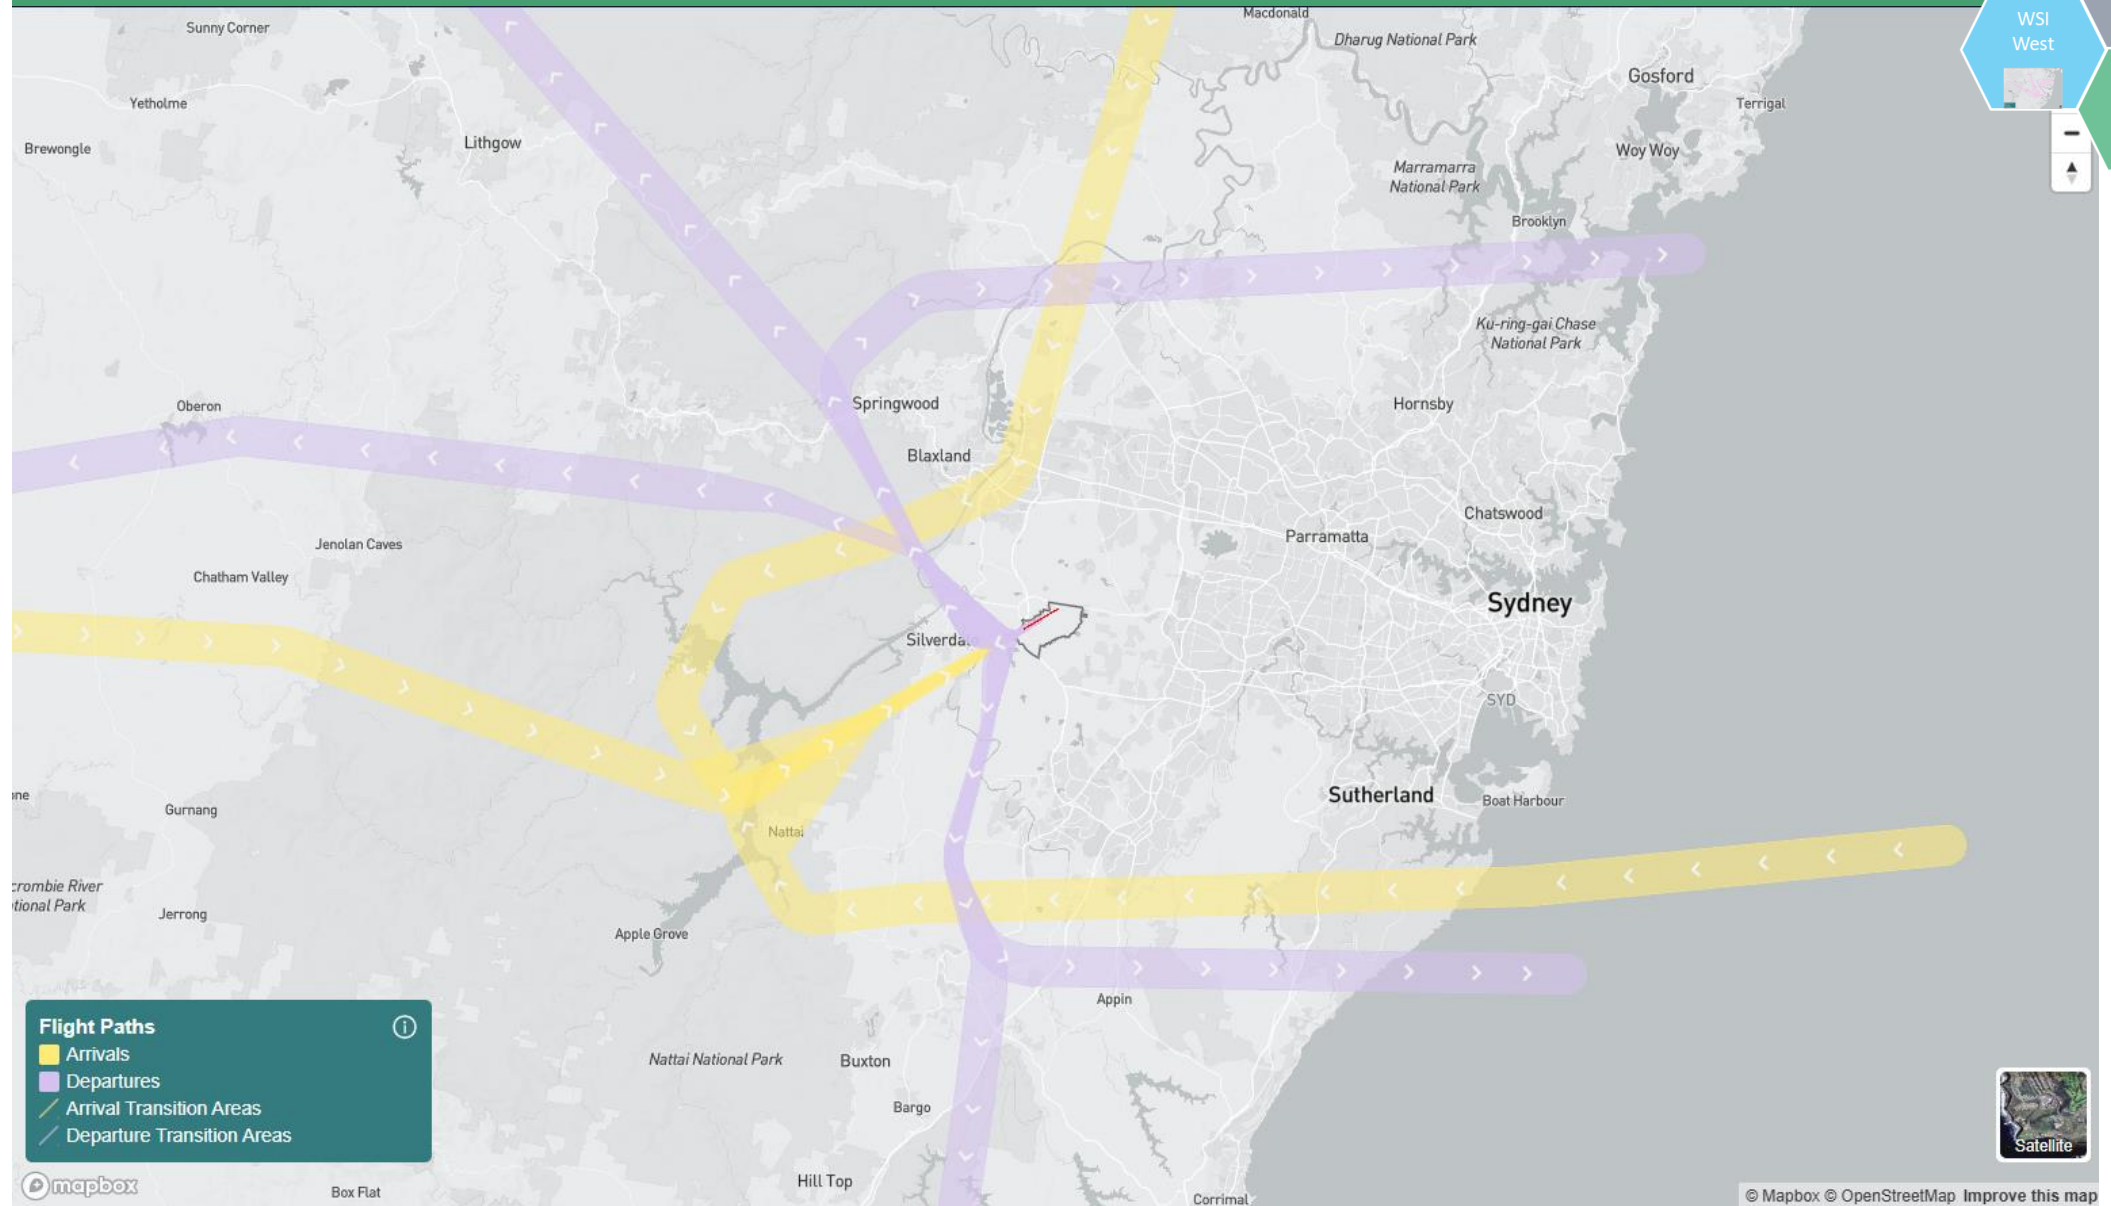 Macdonald
WSI
West
Sunny Corner
Dharug National Park
Gosford
Yetholme
Terrigal
Lithgow
Brewongle
Woy Woy
Marramarra
National Park
Brooklyn
Ku-ring-gai Chase
National Park
Oberon
Springwood
Hornsby
Blaxland
Chatswood
Parramatta
Jenolan Caves
Chatham Valley
Sydney
Silverda
SYD
Sutherland
Boat Harbour
ne
Gurnang
Nattai
crombie River
tional Park
Jerrong
Apple Grove
Appin
Flight Paths
Arrivals
Departures
Arrival Transition Areas
Departure Transition Areas
Nattai National Park
Buxton
Bargo
Satellite
Hill Top
mapbox
Box Flat
Corrimal
© Mapbox © OpenStreetMap Improve this map